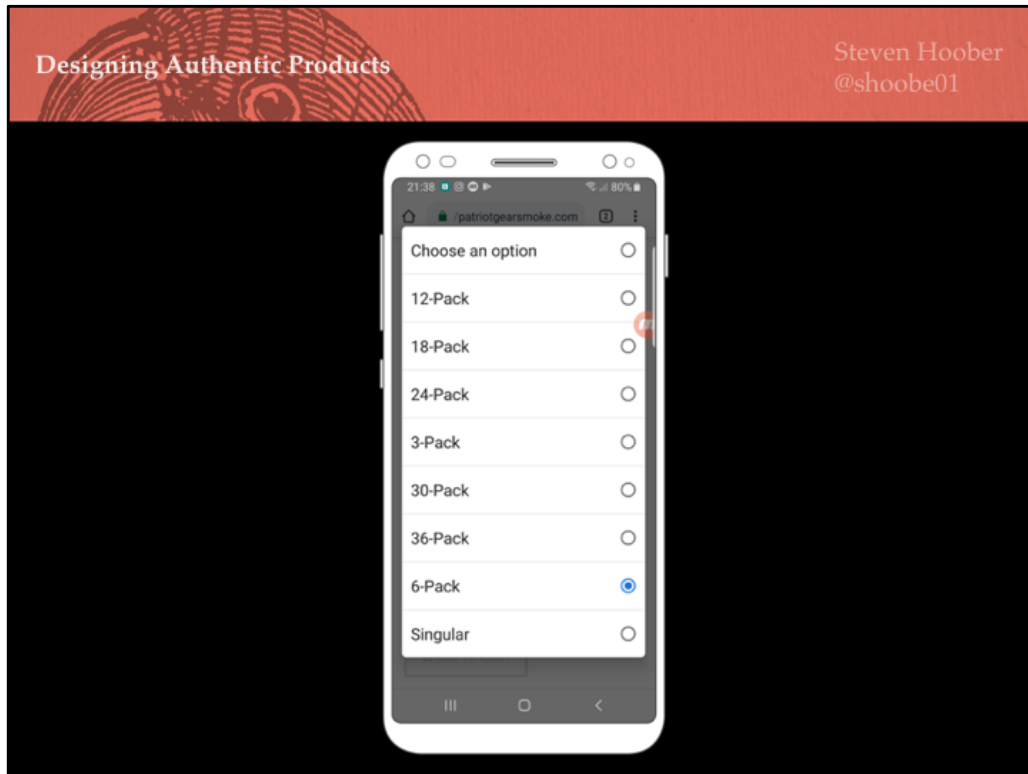 Designing Authentic Products
Steven Hoober
@shoobe01
21:38
80%
/patriotgearsmoke.com
2
Choose an option
12-Pack
18-Pack
24-Pack
3-Pack
30-Pack
36-Pack
6-Pack
Singular